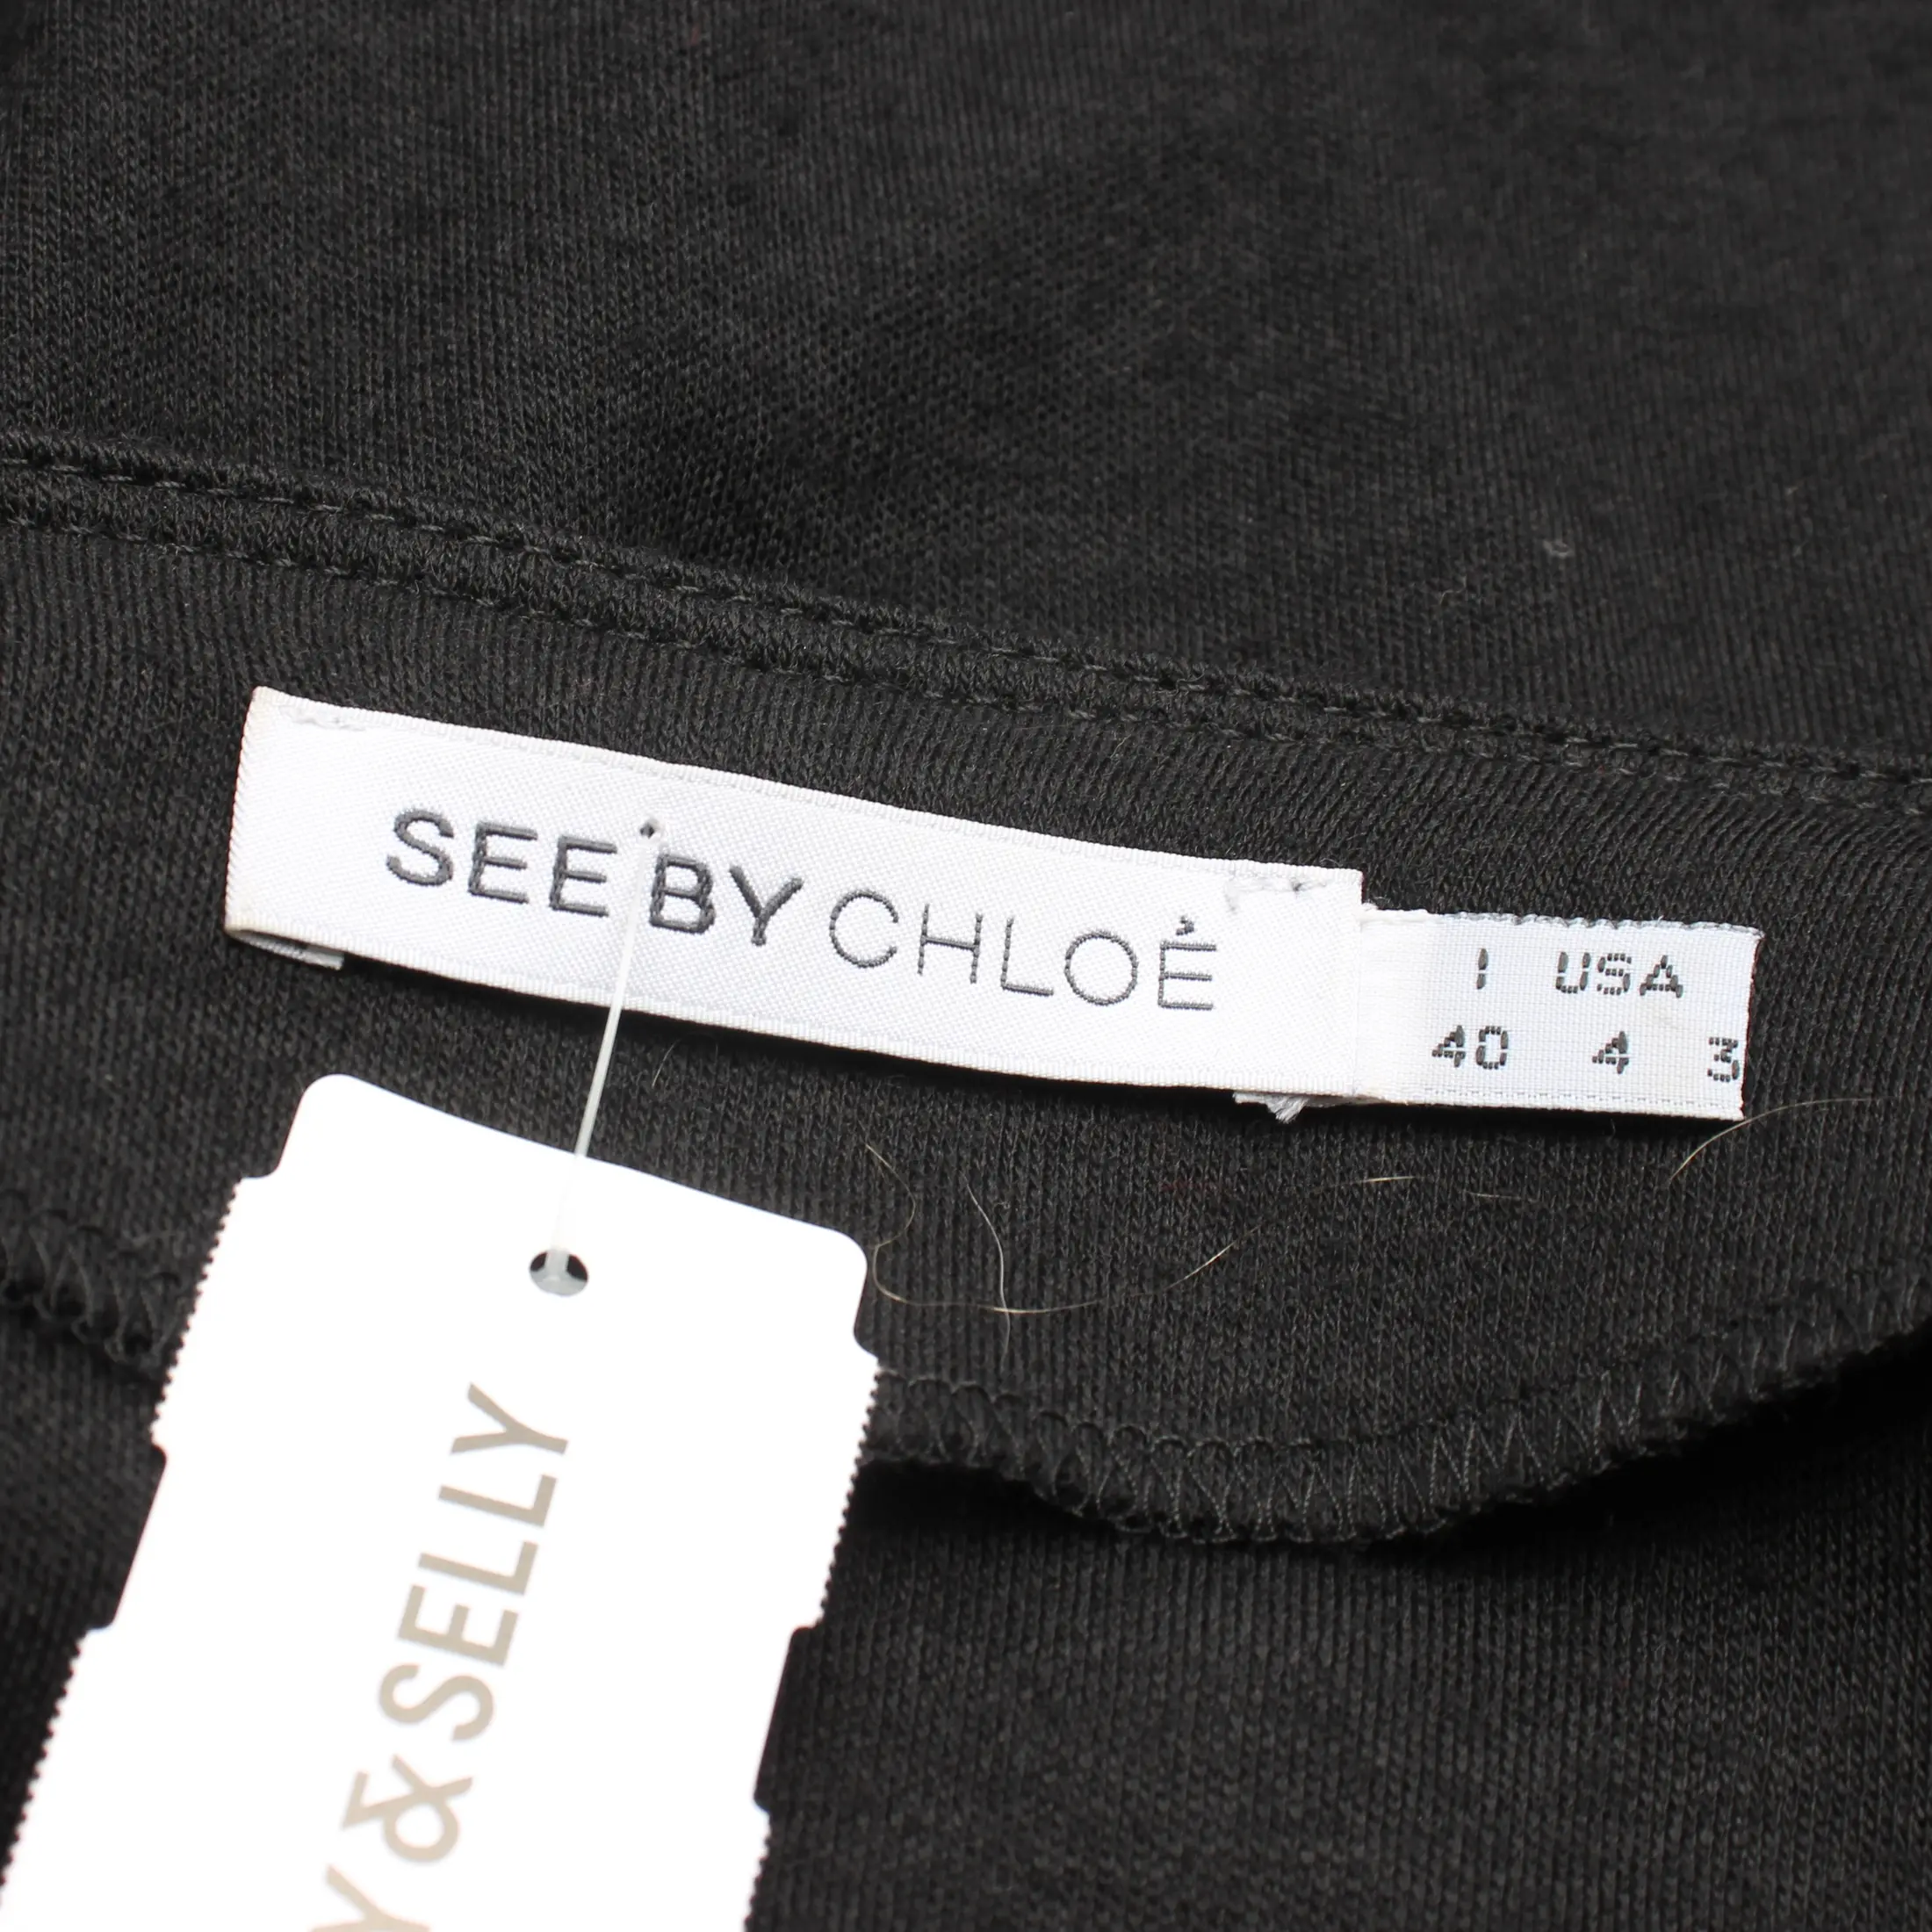 SEE BY CHLOÉ
I USA
40 4 3
Y&SELLY